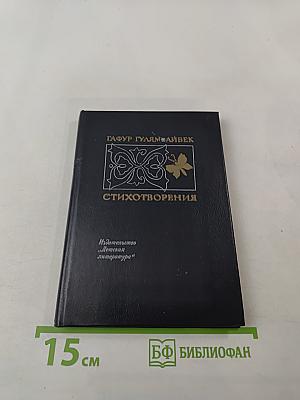 ГАФУР ГУЛЯМ АЙБЕК
СТИХОТВОРЕНИЯ
Издательство
„Детская
литература“
15 см
БФ БИБЛИОФАН